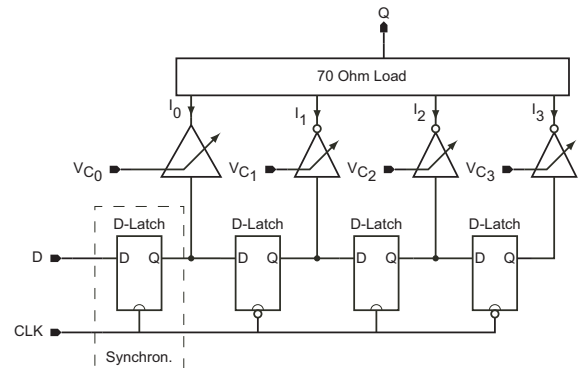 Q
70 Ohm Load
I0 I1 I2 I3
VC0 VC1 VC2 VC3
D-Latch D-Latch D-Latch D-Latch
D D Q D Q D Q D Q
CLK
Synchron.